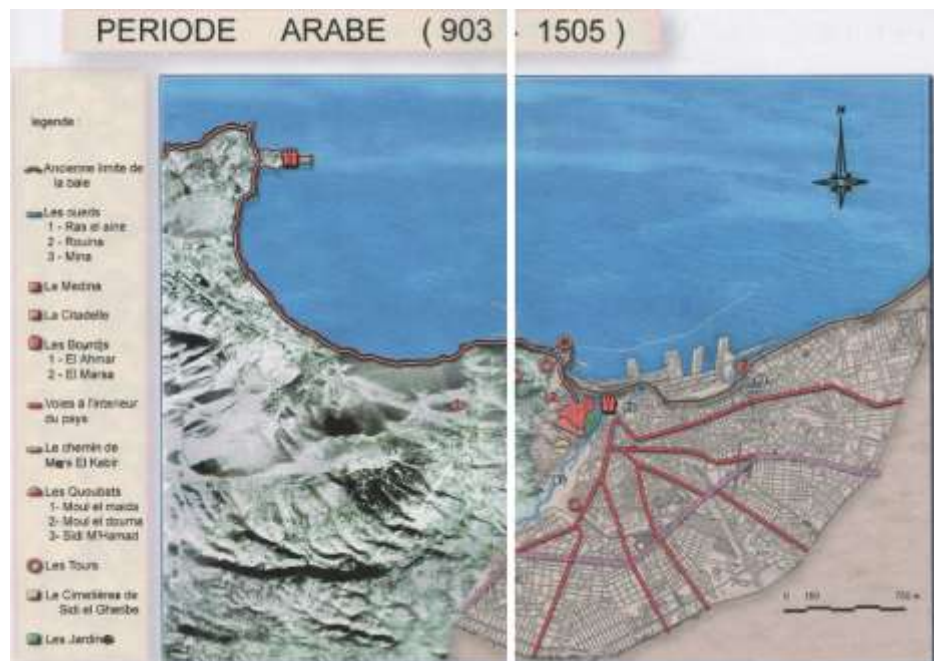 PERIODE ARABE ( 903 - 1505 )
legende :
Ancienne limite de
la baie
Les oueds
1 - Ras el aine
2 - Rouina
3 - Mina
La Medina
La Citadelle
Les Bourdjs
1 - El Ahmar
2 - El Marsa
Voies à l'interieur
du pays
Le chemin de
Mers El Kebir
Les Quoubats
1- Moul el maida
2- Moul el douma
3- Sidi M'Hamad
Les Tours
Le Cimetières de
Sidi el Gheribe
Les Jardins
N
0
750 m